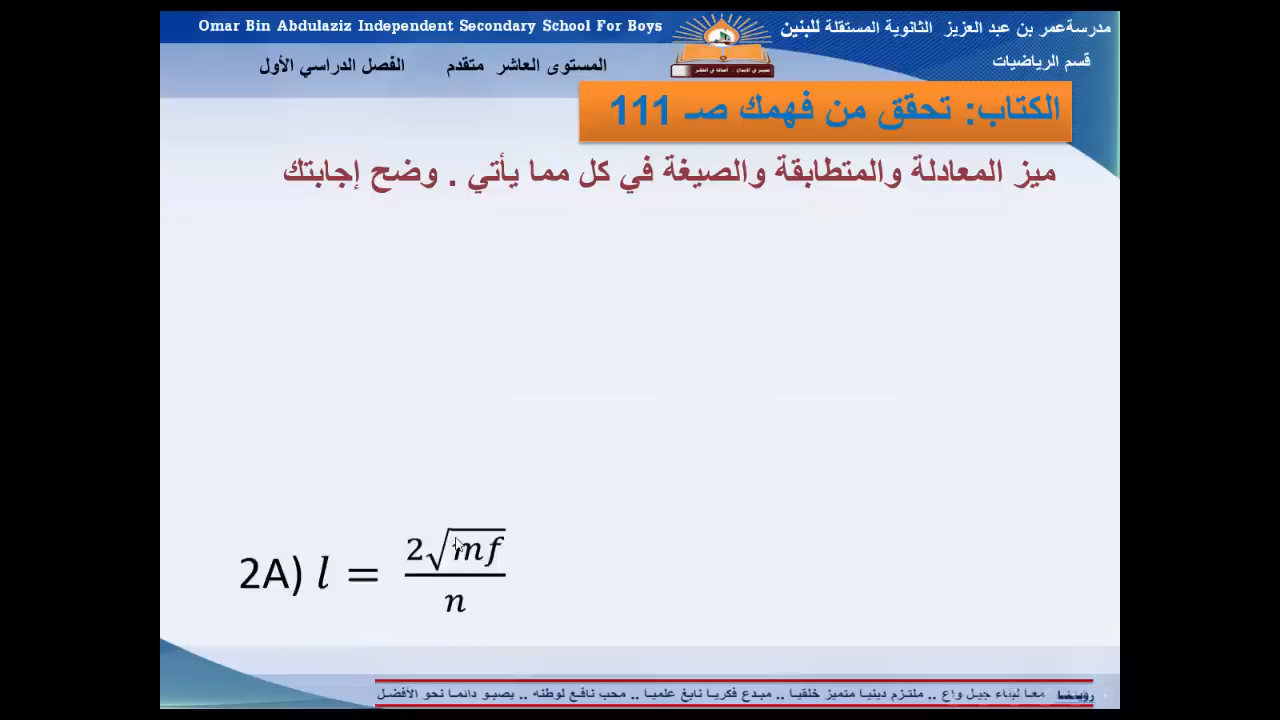 Omar Bin Abdulaziz Independent Secondary School For Boys
مدرسةعمر بن عبد العزيز الثانوية المستقلة للبنين
قسم الرياضيات
المستوى العاشر متقدم الفصل الدراسي الأول
الكتاب: تحقق من فهمك صـ 111
ميز المعادلة والمتطابقة والصيغة في كل مما يأتي . وضح إجابتك
2A) l = 2√mf / n
معا لبناء جيل واع .. ملتزم دينيا متميز خلقيا .. مبدع فكريا نابغ علميا .. محب نافع لوطنه .. يصبو دائما نحو الأفضل